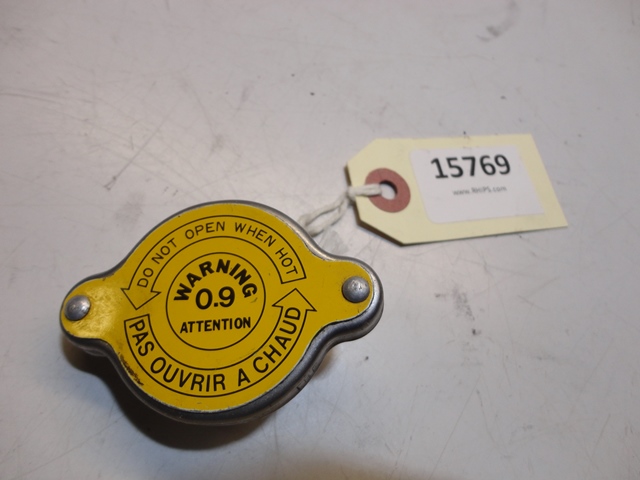 DO NOT OPEN WHEN HOT
WARNING
0.9
ATTENTION
PAS OUVRIR A CHAUD
15769